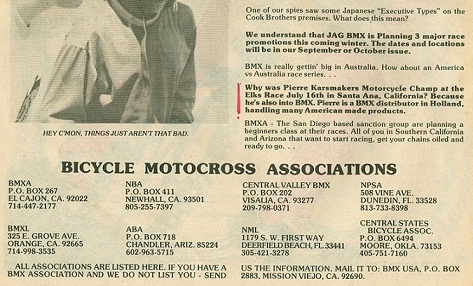 One of our spies saw some Japanese "Executive Types" on the
Cook Brothers premises. What does this mean?
We understand that JAG BMX is Planning 3 major race
promotions this coming winter. The dates and locations
will be in our September or October issue.
BMX is really gettin' big in Australia. How about an America
vs Australia race series. . .
Why was Pierre Karsmakers Motorcycle Champ at the
Elks Race July 16th in Santa Ana, California? Because
he's also into BMX. Pierre is a BMX distributor in Holland,
handling many American made products.
BMXA - The San Diego based sanction group are planning a
beginners class at their races. All of you in Southern California
and Arizona that want to start racing, get your chains oiled and
ready to go. . .
HEY C'MON, THINGS JUST AREN'T THAT BAD.
BICYCLE MOTOCROSS ASSOCIATIONS
BMXA
P.O. BOX 267
EL CAJON, CA. 92022
714-447-2177
NBA
P.O. BOX 411
NEWHALL, CA. 93501
805-255-7397
CENTRAL VALLEY BMX
P.O. BOX 202
VISALIA, CA. 93277
209-798-0371
NPSA
508 VINE AVE.
DUNEDIN, FL. 33528
813-733-8398
BMXL
325 E. GROVE AVE.
ORANGE, CA. 92665
714-998-3535
ABA
P.O. BOX 718
CHANDLER, ARIZ. 85224
602-963-5715
NML
1179 S. W. FIRST WAY
DEERFIELD BEACH, FL.33441
305-421-3278
CENTRAL STATES
BICYCLE ASSOC.
P.O. BOX 6494
MOORE, OKLA. 73153
405-751-7160
ALL ASSOCIATIONS ARE LISTED HERE. IF YOU HAVE A
BMX ASSOCIATION AND WE DO NOT LIST YOU - SEND
US THE INFORMATION. MAIL IT TO: BMX USA, P.O. BOX
2883, MISSION VIEJO, CA. 92690.